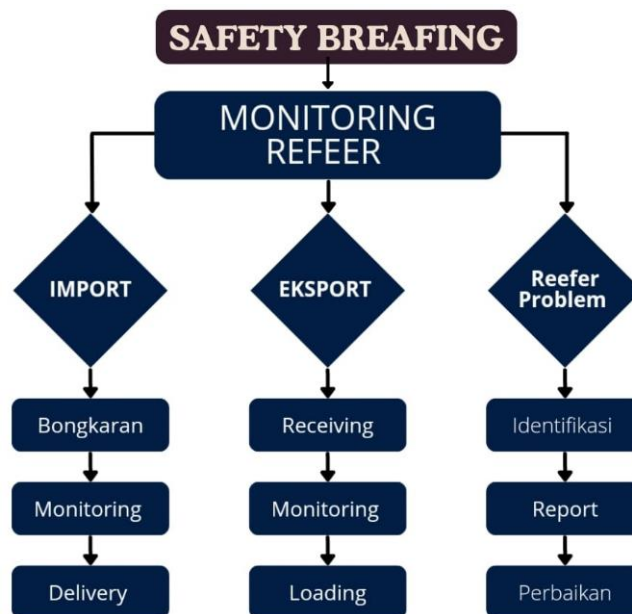 SAFETY BREAFING
MONITORING
REFEER
IMPORT
EKSPORT
Reefer
Problem
Bongkaran
Receiving
Identifikasi
Monitoring
Monitoring
Report
Delivery
Loading
Perbaikan